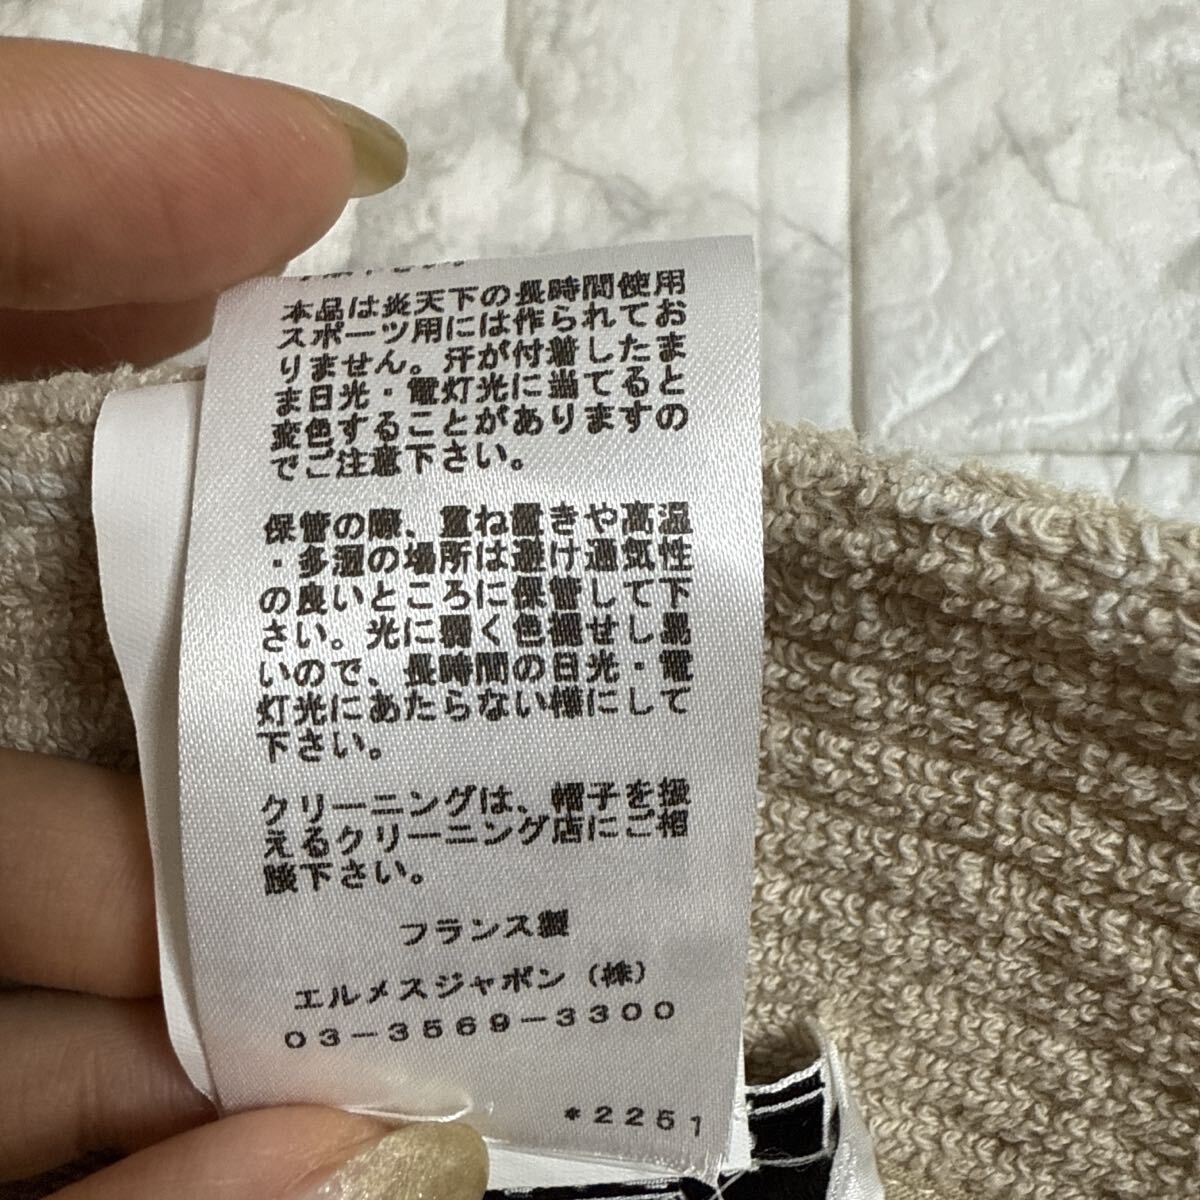 本品は炎天下の長時間使用
スポーツ用には作られてお
りません。汗が付着したま
ま日光・電灯光に当てると
変色することがありますの
でご注意下さい。
保管の際、重ね置きや高温
・多湿の場所は避け通気性
の良いところに保管して下
さい。光に弱く色褪せし易
いので、長時間の日光・電
灯光にあたらない様にして
下さい。
クリーニングは、帽子を扱
えるクリーニング店にご相
談下さい。
フランス製
エルメスジャポン（株）
03-3569-3300
*2251